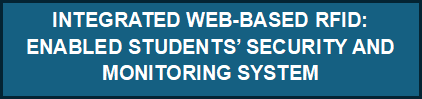 INTEGRATED WEB-BASED RFID:
ENABLED STUDENTS’ SECURITY AND
MONITORING SYSTEM